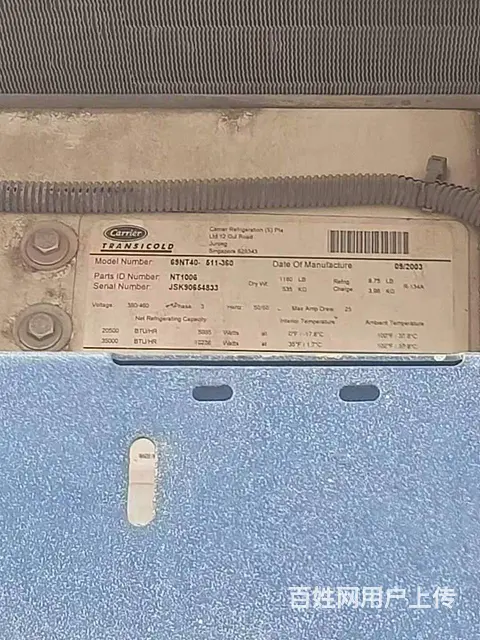 Carrier
TRANSICOLD
Carrier Refrigeration (S) Pte
Ltd 12 Gul Road
Jurong
Singapore 629343
Model Number: 69NT40- 511-360
Date Of Manufacture 09/2003
Parts ID Number: NT1006
Serial Number: JSK90654833
Dry Wt. 1180 LB
535 KG
Refrig. 8.75 LB
Charge 3.98 KG
R-134A
Voltage 380-460 Phase 3 Hertz 50/60 Max Amp Draw 25
Net Refrigerating Capacity
Interior Temperature
Ambient Temperature
20500 BTU/HR Watts at 0°F/-17.8°C 100°F/37.8°C
35000 BTU/HR 10256 Watts at 35°F/1.7°C 100°F/37.8°C
百姓网用户上传